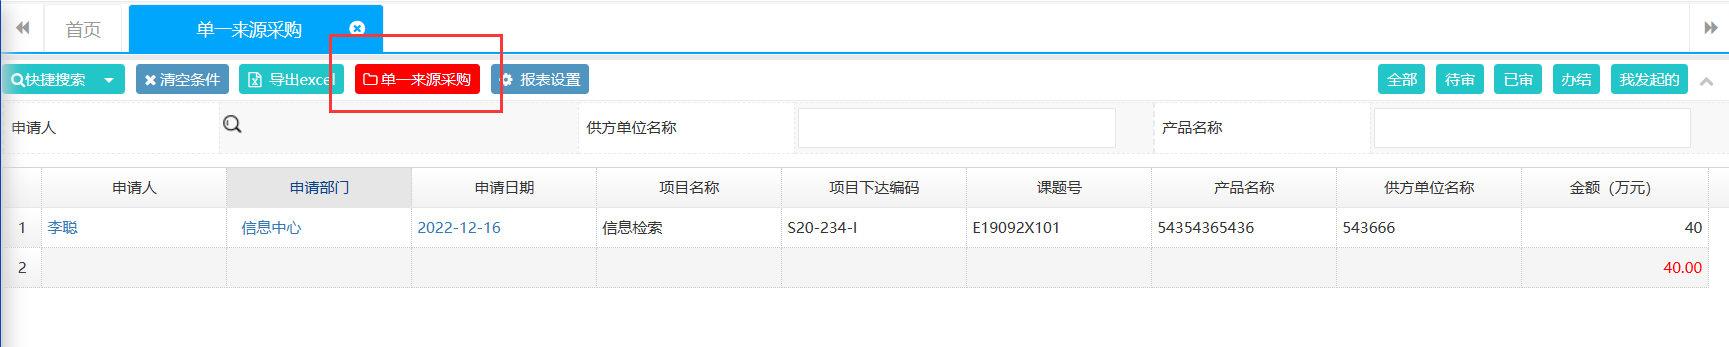 首页 单一来源采购
快捷搜索 清空条件 导出excel 单一来源采购 报表设置 全部 待审 已审 办结 我发起的
申请人 供方单位名称 产品名称
申请人 申请部门 申请日期 项目名称 项目下达编码 课题号 产品名称 供方单位名称 金额（万元）
1 李聪 信息中心 2022-12-16 信息检索 S20-234-I E19092X101 54354365436 543666 40
2 40.00